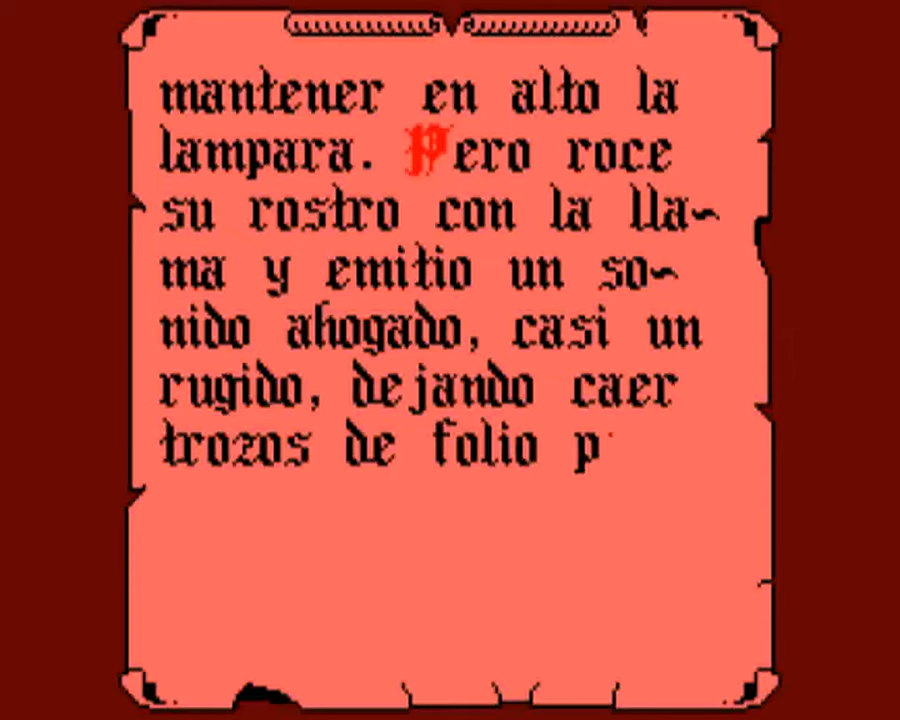 mantener en alto la
lampara. Pero roce
su rostro con la lla~
ma y emitio un so~
nido ahogado, casi un
rugido, dejando caer
trozos de folio p